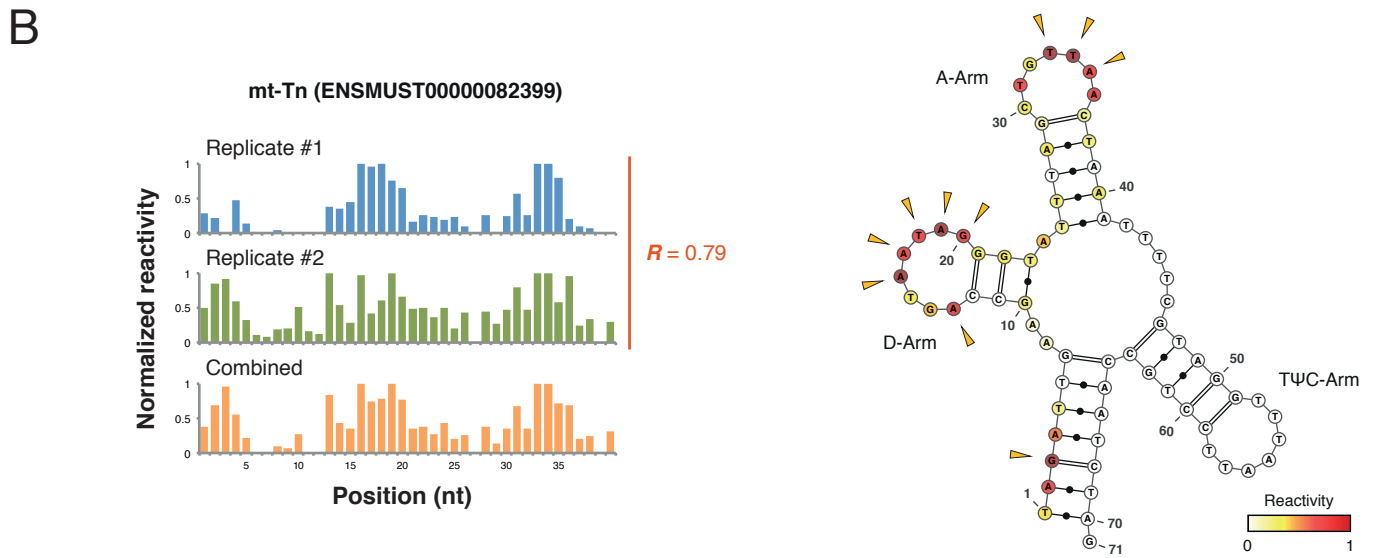 B
mt-Tn (ENSMUST00000082399)
Normalized reactivity
Replicate #1
1
0.5
0
Replicate #2
1
0.5
0
Combined
1
0.5
0
5 10 15 20 25 30 35
Position (nt)
R = 0.79
A-Arm
D-Arm
TΨC-Arm
1
10
20
30
40
50
60
70
71
T A G A T T G A A G C C A G T A A T A G G G T A T T T A G C T G T T A A C T A A A T T T T C G T A G G T T T A A T T C C T G C C A A T C T A G
Reactivity
0 1